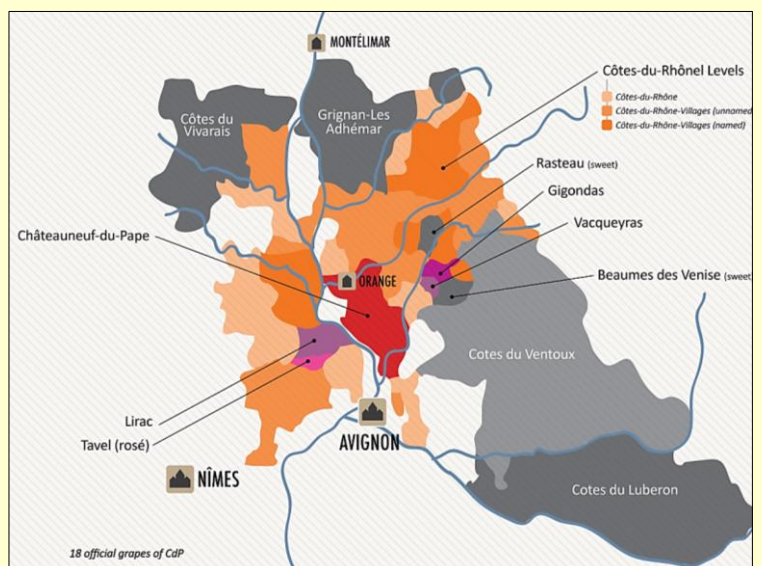 MONTÉLIMAR
Côtes-du-Rhônel Levels
Côtes-du-Rhône
Côtes-du-Rhône-Villages (unnamed
Côtes-du-Rhône-Villages (named)
Côtes du
Vivarais
Grignan-Les
Adhémar
Rasteau (sweet)
Gigondas
Vacqueyras
Châteauneuf-du-Pape
ORANGE
Beaumes des Venise (sweet
Cotes du Ventoux
Lirac
Tavel (rosé)
AVIGNON
NÎMES
Cotes du Luberon
18 official grapes of CdP